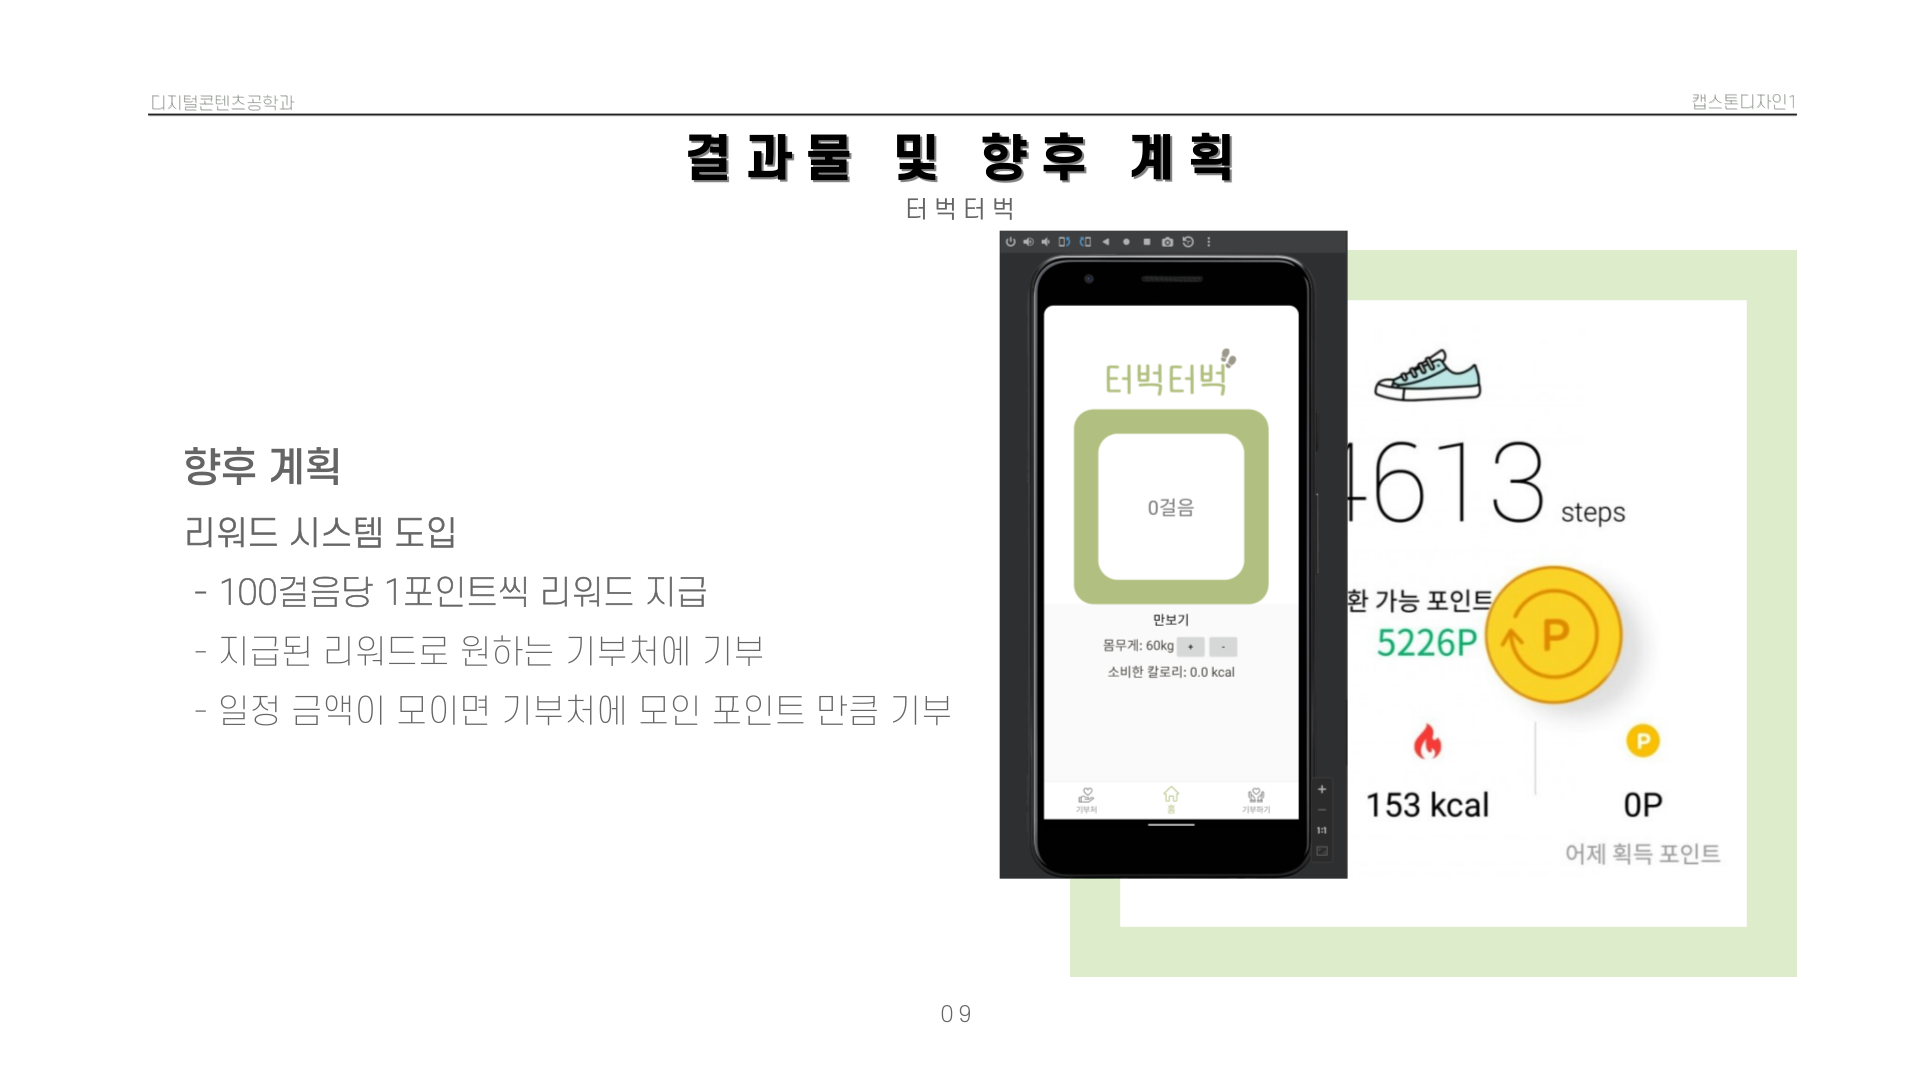 디지털콘텐츠공학과
캡스톤디자인1
결과물 및 향후 계획
터벅터벅
향후 계획
리워드 시스템 도입
- 100걸음당 1포인트씩 리워드 지급
- 지급된 리워드로 원하는 기부처에 기부
- 일정 금액이 모이면 기부처에 모인 포인트 만큼 기부
터벅터벅
0걸음
만보기
몸무게: 60kg + -
소비한 칼로리: 0.0 kcal
기부처 홈 기부하기
1:1
4613 steps
환 가능 포인트
5226P
P
P
153 kcal
0P
어제 획득 포인트
09